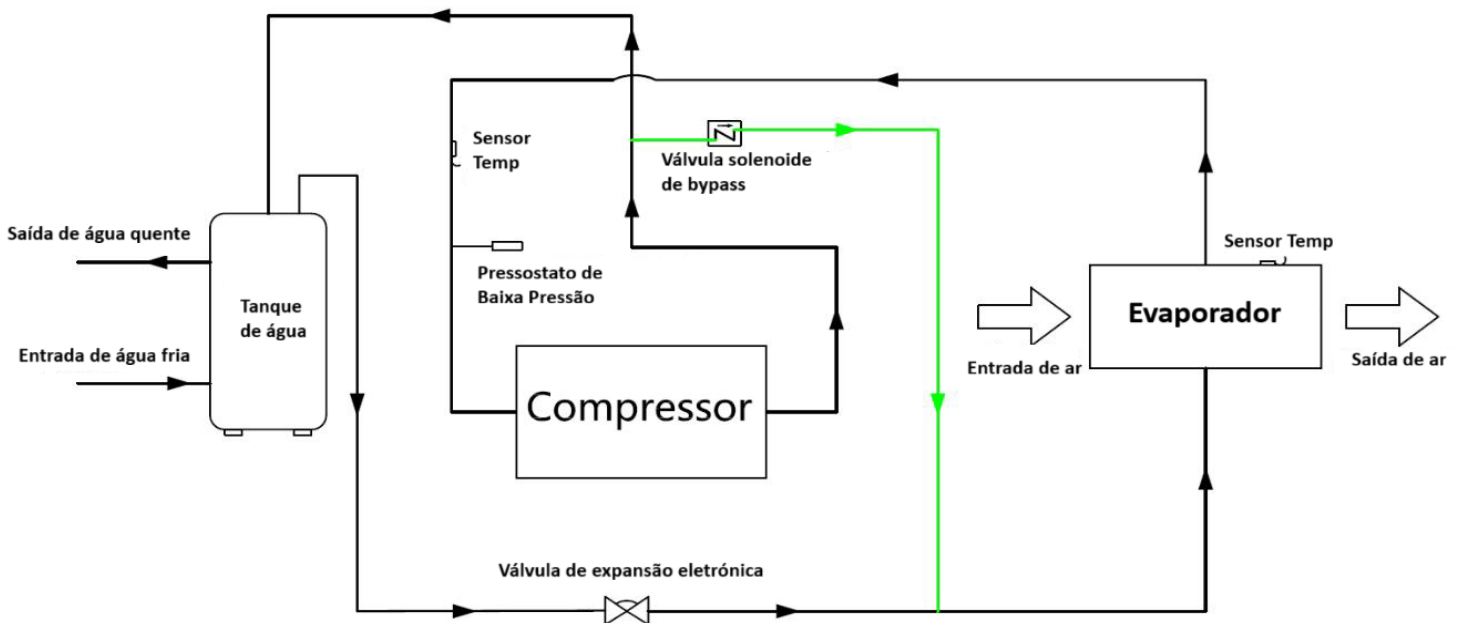 Sensor
Temp
Válvula solenoide
de bypass
Saída de água quente
Sensor Temp
Pressostato de
Baixa Pressão
Tanque
de água
Evaporador
Entrada de água fria
Entrada de ar
Saída de ar
Compressor
Válvula de expansão eletrónica